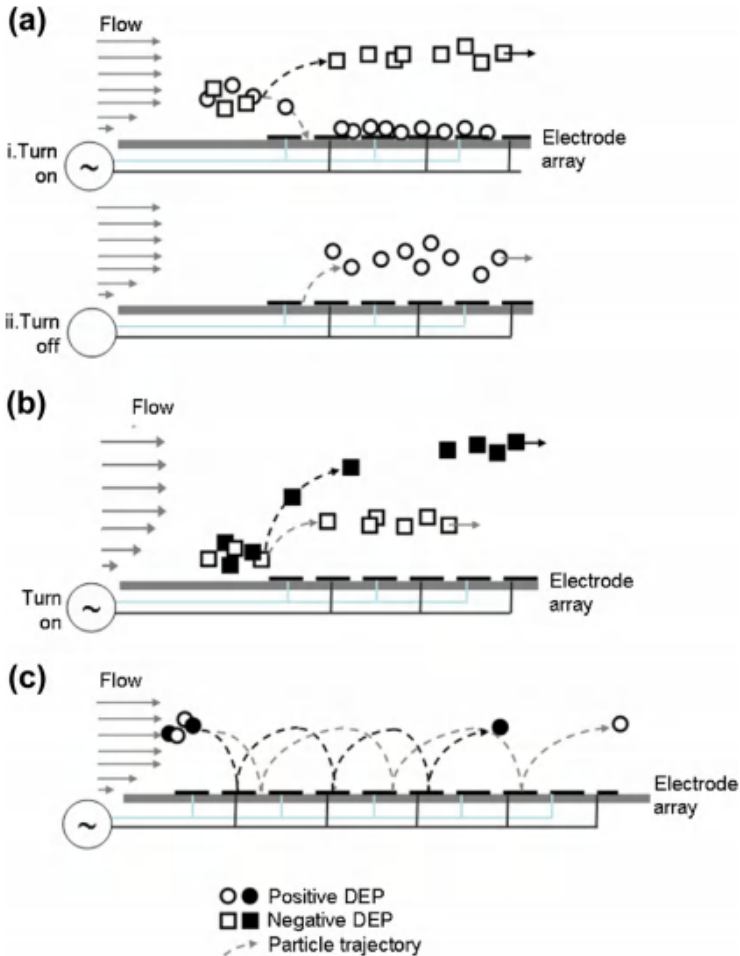 (a)
Flow
i.Turn
on
~
Electrode
array
ii.Turn
off
(b)
Flow
Turn
on
~
Electrode
array
(c)
Flow
~
Electrode
array
Positive DEP
Negative DEP
Particle trajectory